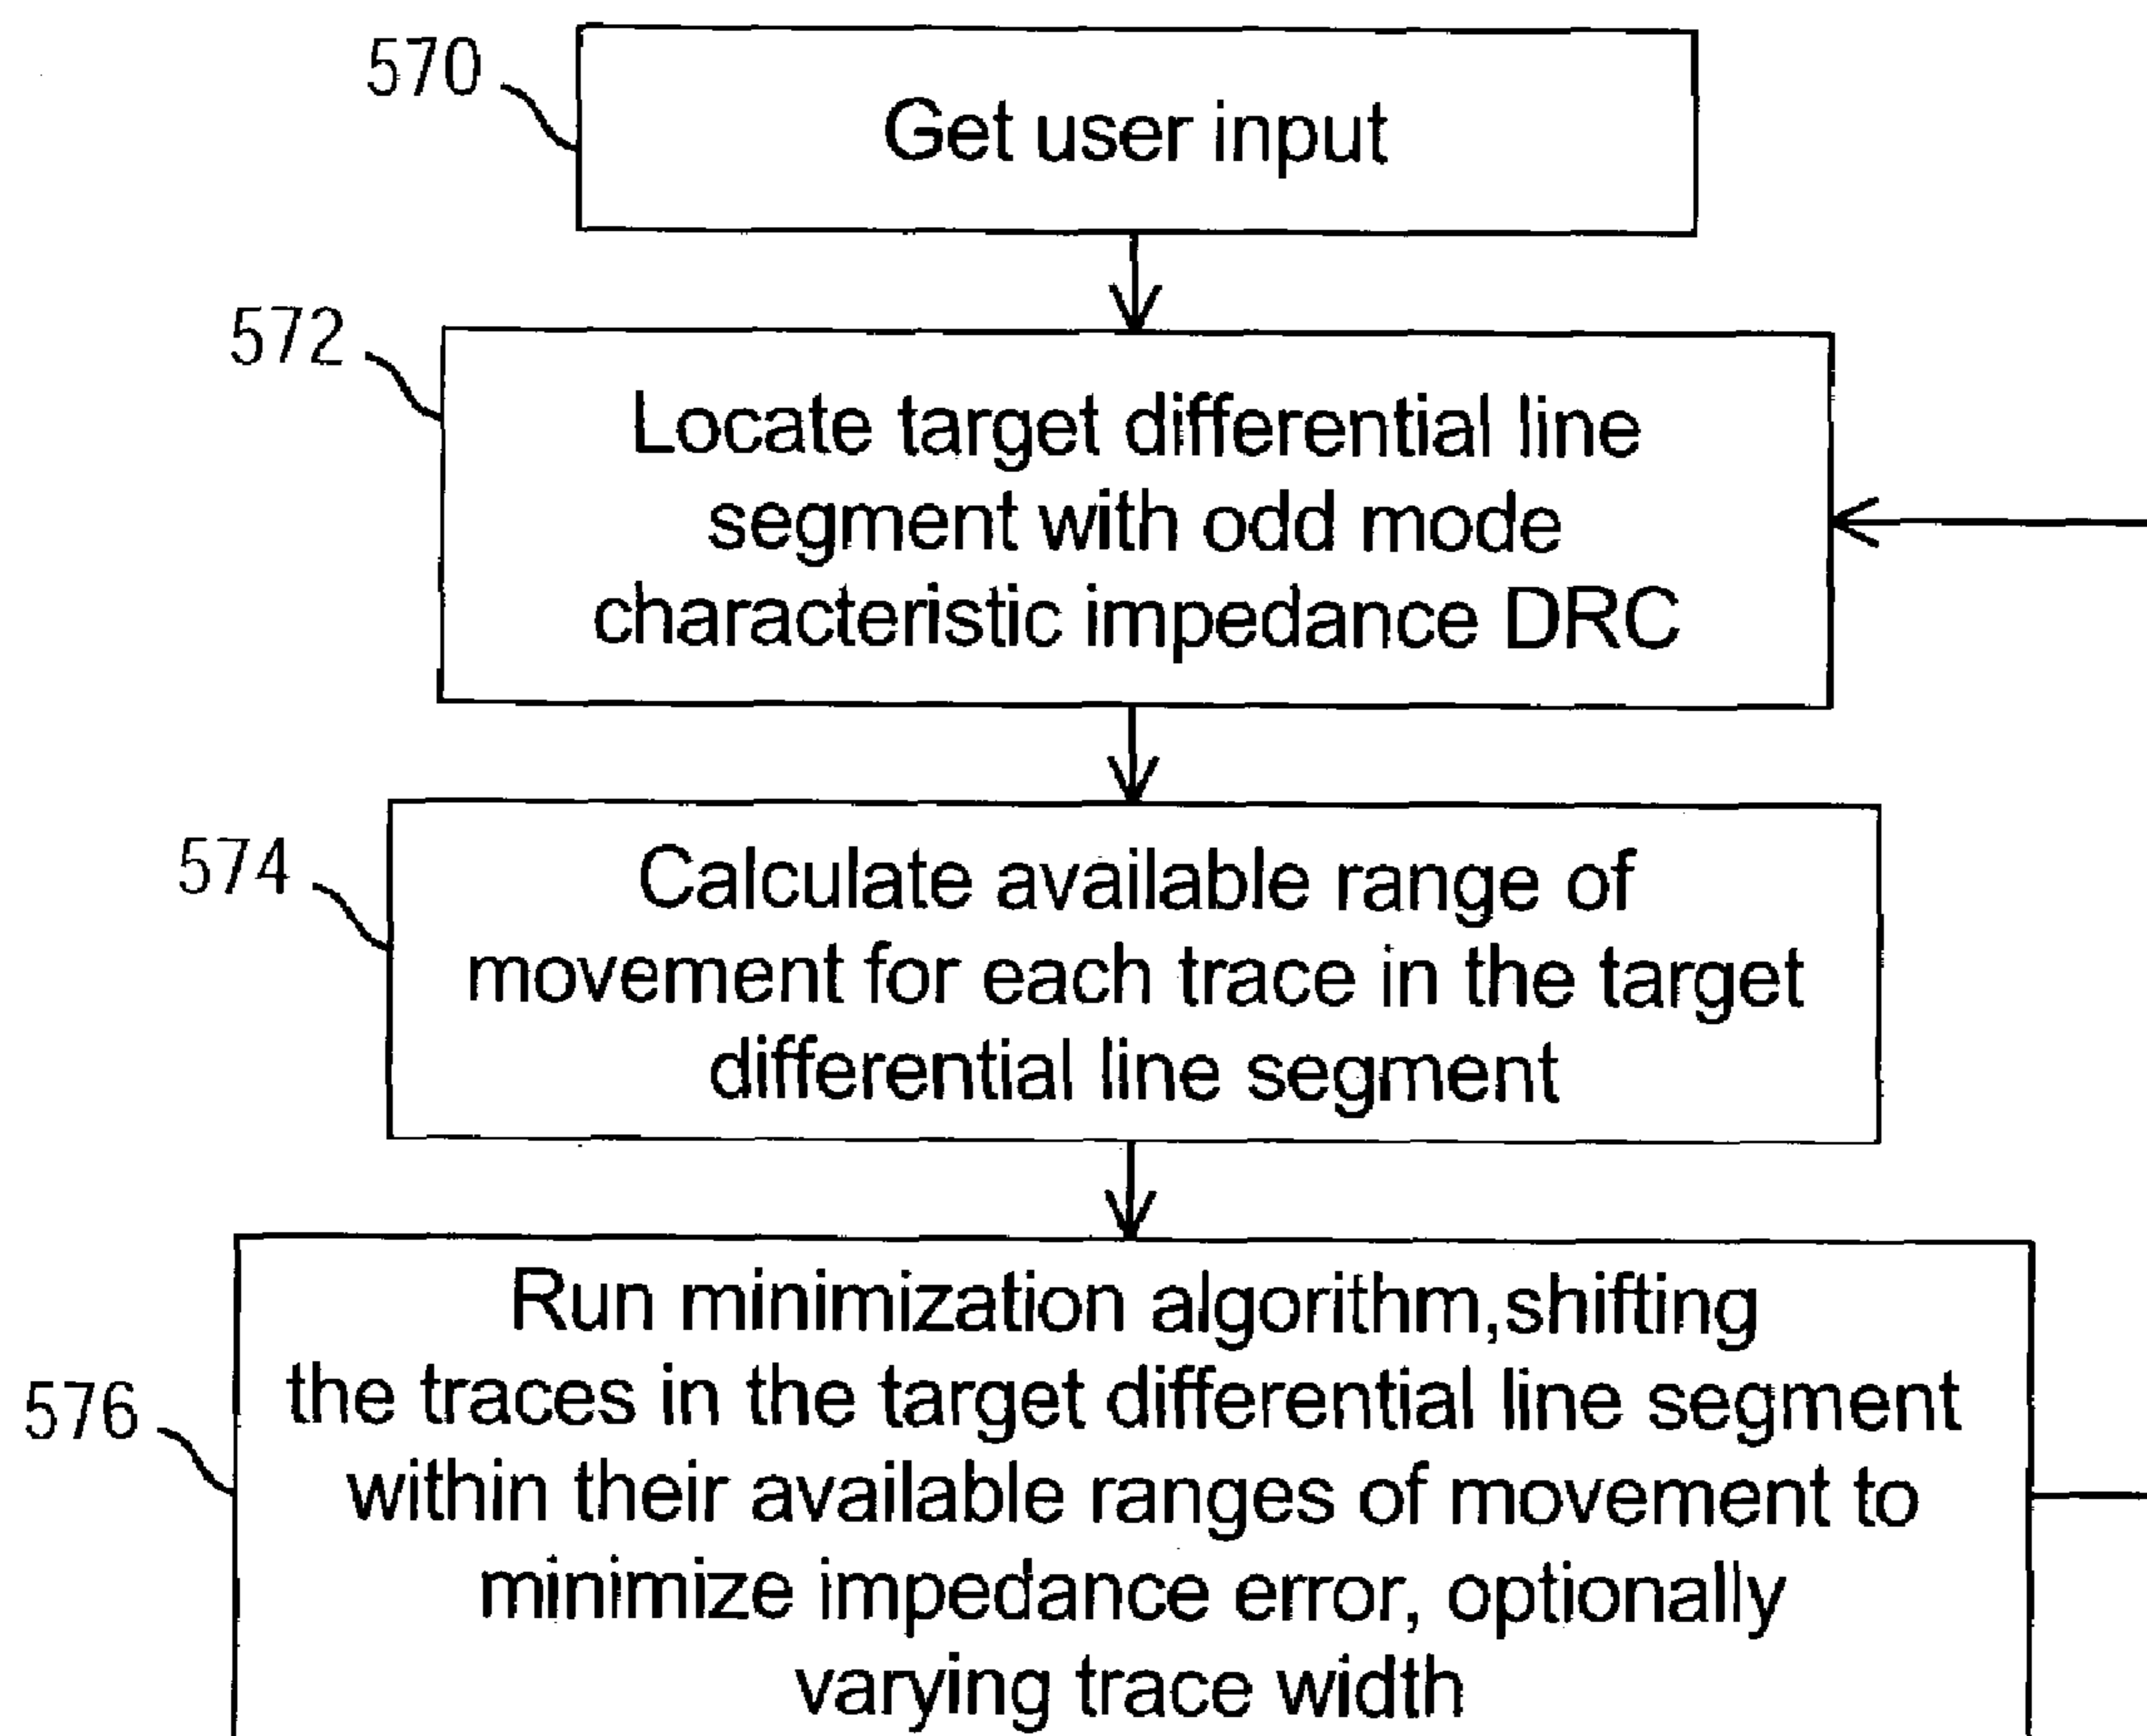 570
Get user input
572
Locate target differential line
segment with odd mode
characteristic impedance DRC
574
Calculate available range of
movement for each trace in the target
differential line segment
576
Run minimization algorithm,shifting
the traces in the target differential line segment
within their available ranges of movement to
minimize impedance error, optionally
varying trace width